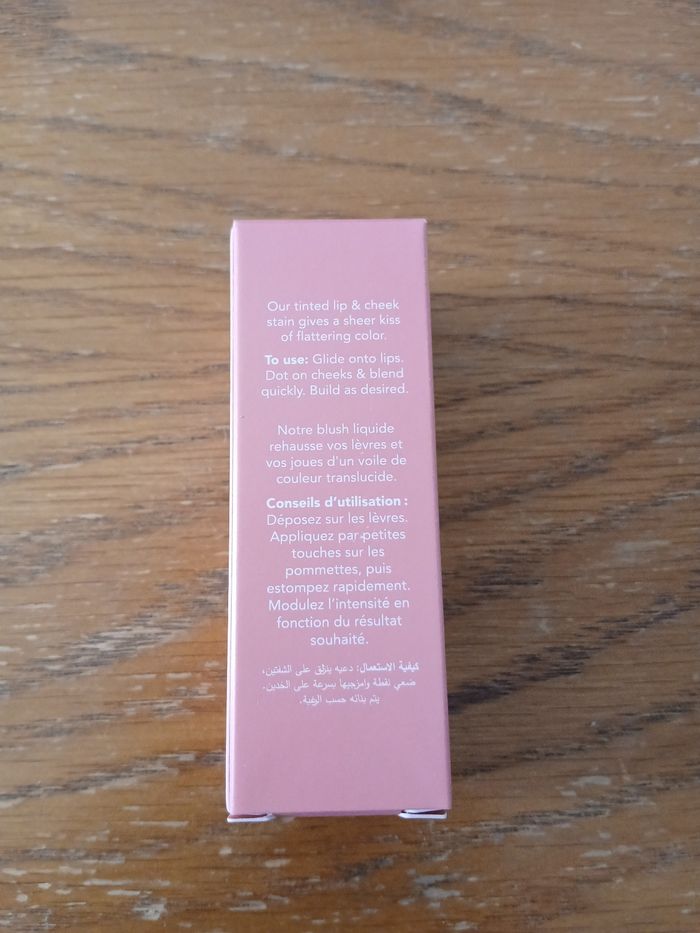 Our tinted lip & cheek
stain gives a sheer kiss
of flattering color.
To use: Glide onto lips.
Dot on cheeks & blend
quickly. Build as desired.
Notre blush liquide
rehausse vos lèvres et
vos joues d'un voile de
couleur translucide.
Conseils d'utilisation :
Déposez sur les lèvres.
Appliquez par petites
touches sur les
pommettes, puis
estompez rapidement.
Modulez l'intensité en
fonction du résultat
souhaité.
كيفية الاستعمال: دعيه ينزلق على الشفتين،
ضعي نقطة وامزجيها بسرعة على الخدين.
يتم بنائه حسب الرغبة.